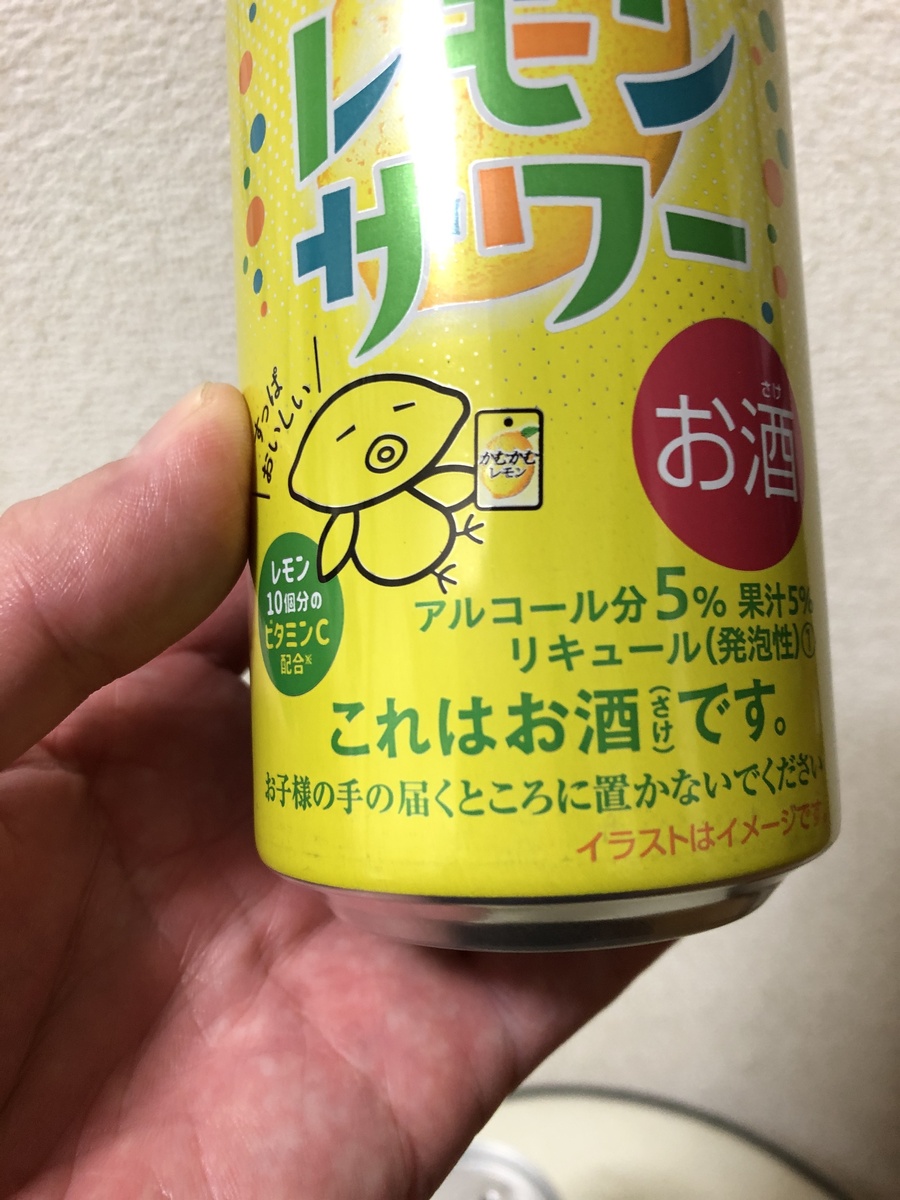 レモン
サワー
すっぱ
おいしい
かむかむ
レモン
さけ
お酒
レモン
10個分の
ビタミンC
配合※
アルコール分5% 果汁5%
リキュール(発泡性)①
これはお酒(さけ)です。
お子様の手の届くところに置かないでください
イラストはイメージです